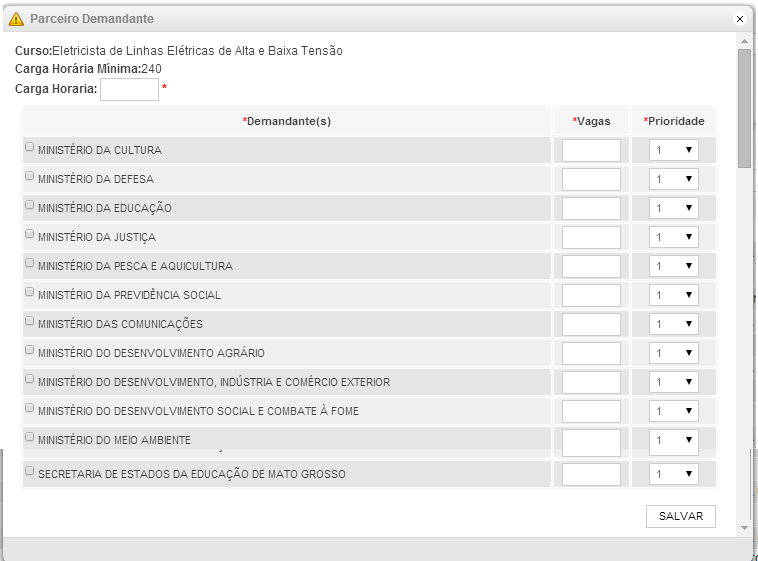 Parceiro Demandante
Curso:Eletricista de Linhas Elétricas de Alta e Baixa Tensão
Carga Horária Mínima:240
Carga Horaria: *
*Demandante(s) *Vagas *Prioridade
MINISTÉRIO DA CULTURA 1
MINISTÉRIO DA DEFESA 1
MINISTÉRIO DA EDUCAÇÃO 1
MINISTÉRIO DA JUSTIÇA 1
MINISTÉRIO DA PESCA E AQUICULTURA 1
MINISTÉRIO DA PREVIDÊNCIA SOCIAL 1
MINISTÉRIO DAS COMUNICAÇÕES 1
MINISTÉRIO DO DESENVOLVIMENTO AGRÁRIO 1
MINISTÉRIO DO DESENVOLVIMENTO, INDÚSTRIA E COMÉRCIO EXTERIOR 1
MINISTÉRIO DO DESENVOLVIMENTO SOCIAL E COMBATE À FOME 1
MINISTÉRIO DO MEIO AMBIENTE 1
SECRETARIA DE ESTADOS DA EDUCAÇÃO DE MATO GROSSO 1
SALVAR